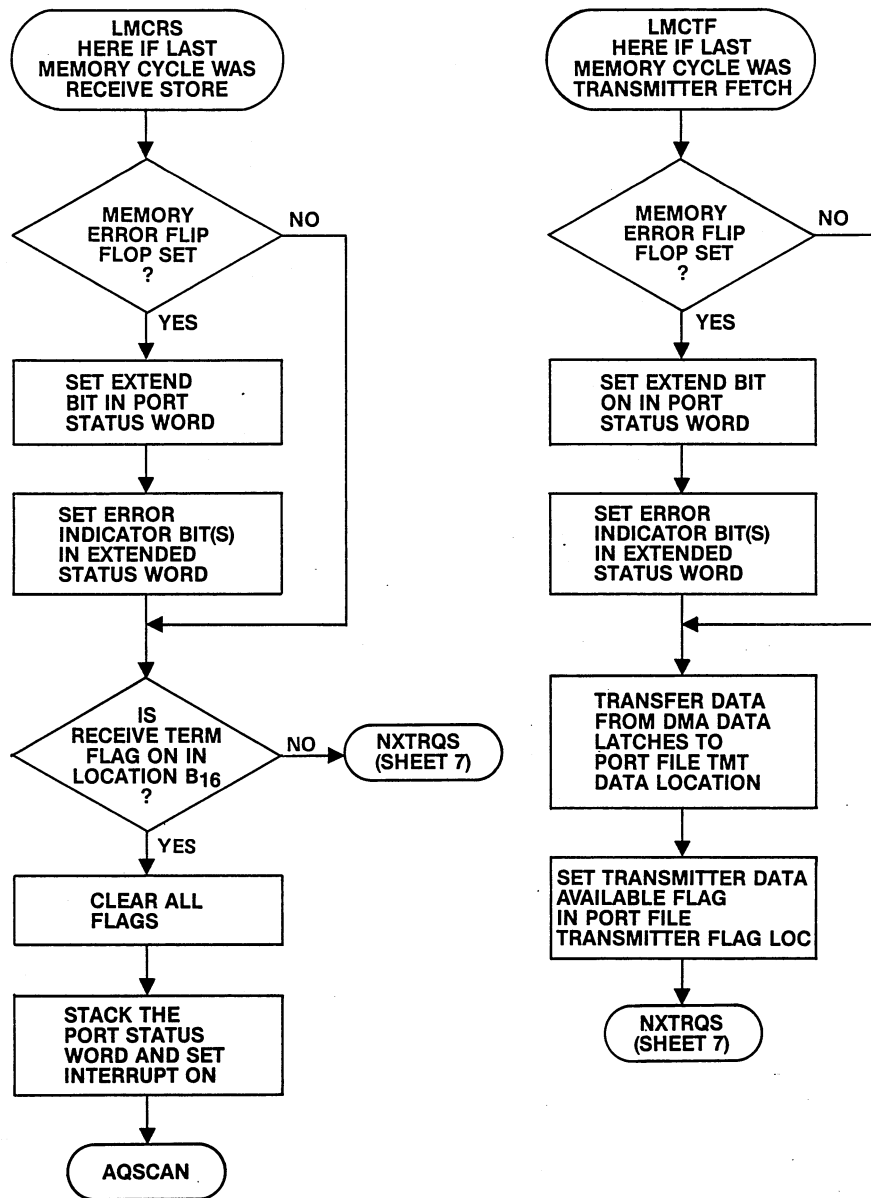 LMCRS
HERE IF LAST
MEMORY CYCLE WAS
RECEIVE STORE
MEMORY
ERROR FLIP
FLOP SET
?
NO
YES
SET EXTEND
BIT IN PORT
STATUS WORD
SET ERROR
INDICATOR BIT(S)
IN EXTENDED
STATUS WORD
IS
RECEIVE TERM
FLAG ON IN
LOCATION B16
?
NO
NXTRQS
(SHEET 7)
YES
CLEAR ALL
FLAGS
STACK THE
PORT STATUS
WORD AND SET
INTERRUPT ON
AQSCAN
LMCTF
HERE IF LAST
MEMORY CYCLE WAS
TRANSMITTER FETCH
MEMORY
ERROR FLIP
FLOP SET
?
NO
YES
SET EXTEND BIT
ON IN PORT
STATUS WORD
SET ERROR
INDICATOR BIT(S)
IN EXTENDED
STATUS WORD
TRANSFER DATA
FROM DMA DATA
LATCHES TO
PORT FILE TMT
DATA LOCATION
SET TRANSMITTER DATA
AVAILABLE FLAG
IN PORT FILE
TRANSMITTER FLAG LOC
NXTRQS
(SHEET 7)